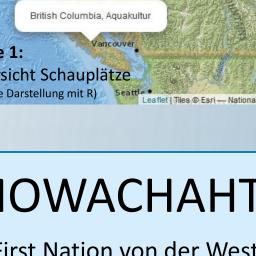 British Columbia, Aquakultur
Vancouver
e 1:
sicht Schauplätze
e Darstellung mit R)
Seattle
Leaflet | Tiles © Esri — Nationa
OWACHAHT
First Nation von der West